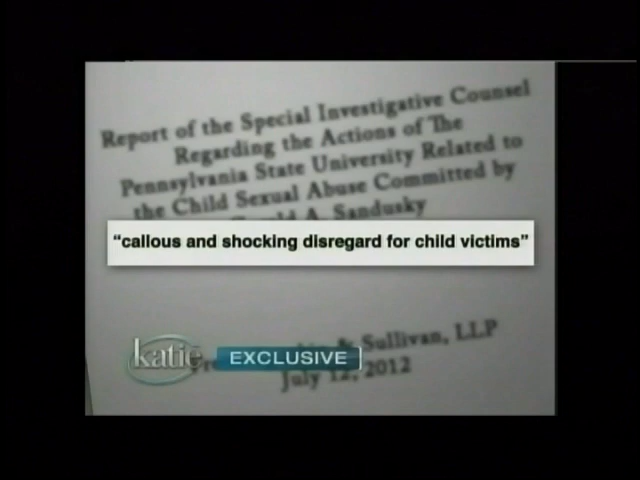 Report of the Special Investigative Counsel
Regarding the Actions of The
Pennsylvania State University Related to
the Child Sexual Abuse Committed by
A. Sandusky
“callous and shocking disregard for child victims”
& Sullivan, LLP
July 12, 2012
katie
EXCLUSIVE